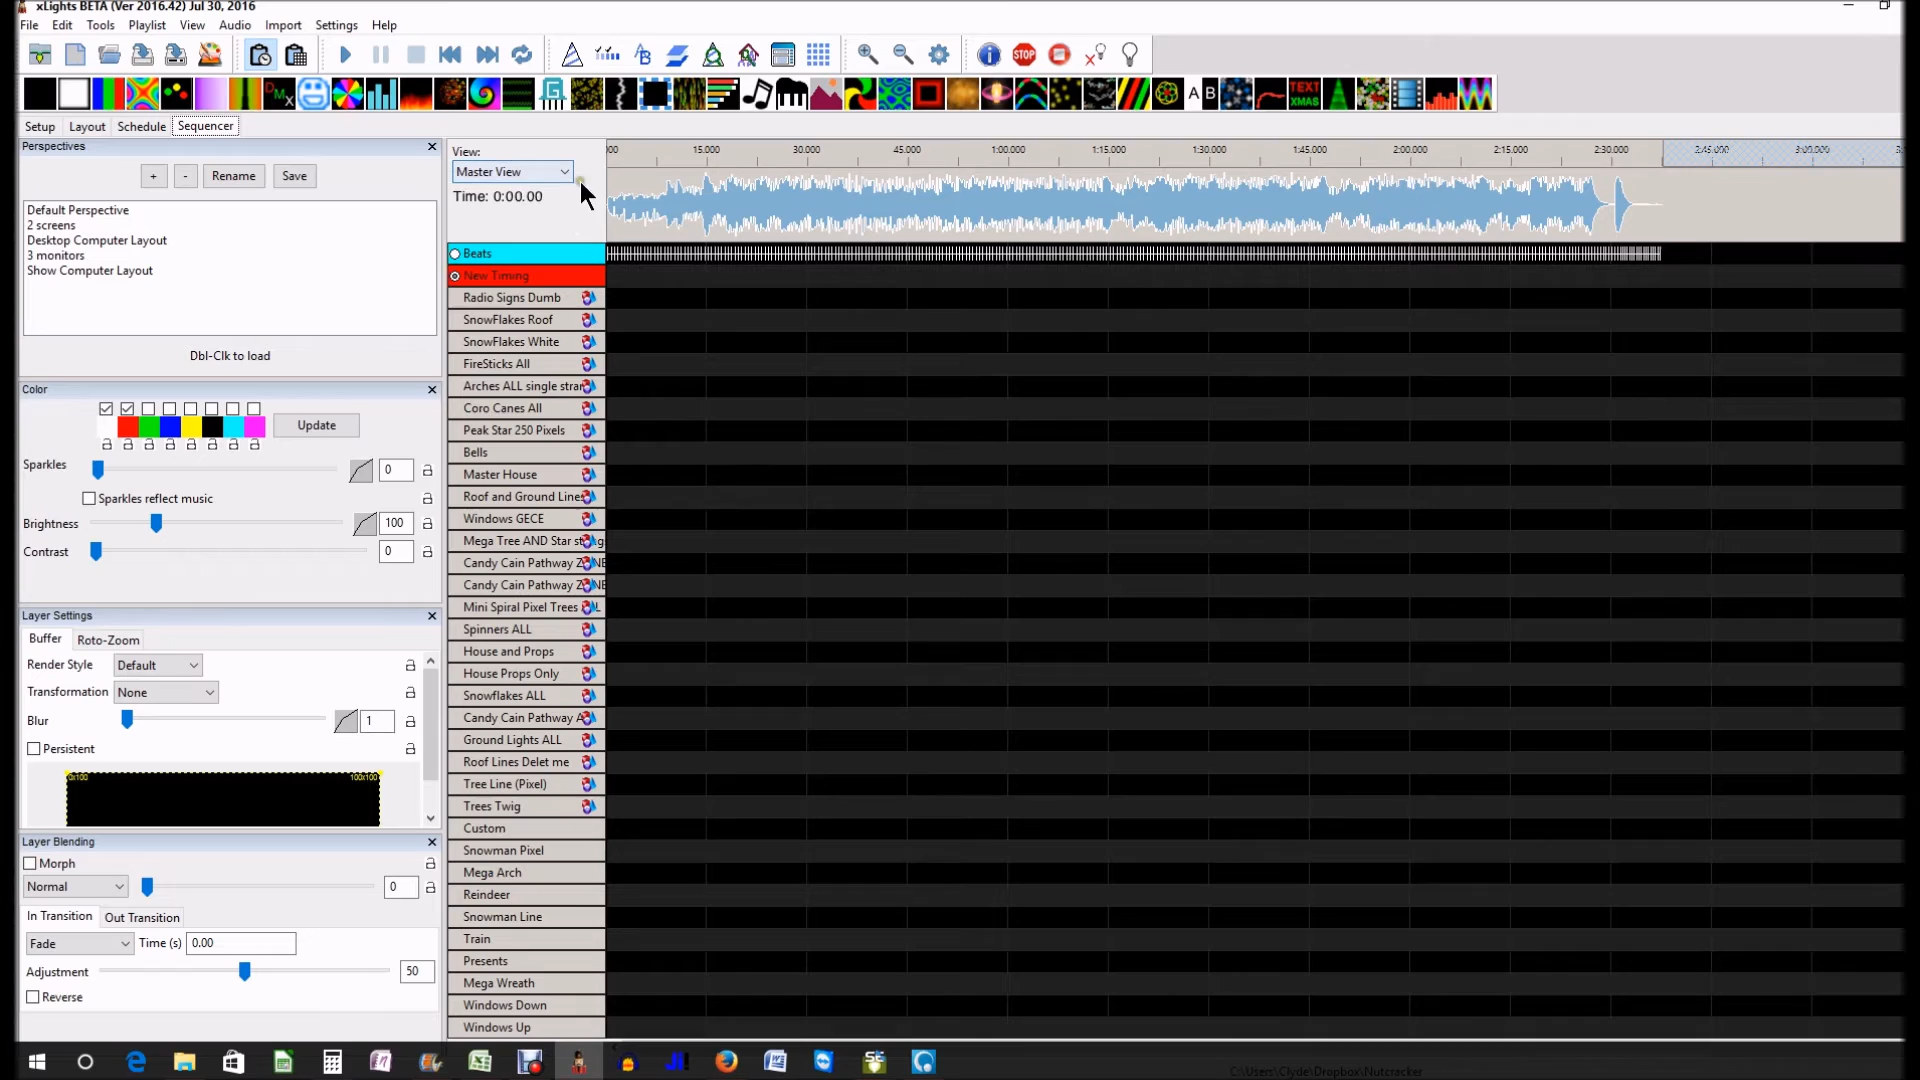 xLights BETA (Ver 2016.42) Jul 30, 2016
File Edit Tools Playlist View Audio Import Settings Help
STOP
DM X
G
A B
TEXT XMAS
Setup Layout Schedule Sequencer
Perspectives
+ - Rename Save
Default Perspective
2 screens
Desktop Computer Layout
3 monitors
Show Computer Layout
Dbl-Clk to load
Color
Update
Sparkles 0
Sparkles reflect music
Brightness 100
Contrast 0
Layer Settings
Buffer Roto-Zoom
Render Style Default
Transformation None
Blur 1
Persistent
0x100 100x100
Layer Blending
Morph
Normal 0
In Transition Out Transition
Fade Time (s) 0.00
Adjustment 50
Reverse
View:
Master View
Time: 0:00.00
15.000 30.000 45.000 1:00.000 1:15.000 1:30.000 1:45.000 2:00.000 2:15.000 2:30.000 2:45.000 3:00.000
Beats
New Timing
Radio Signs Dumb
SnowFlakes Roof
SnowFlakes White
FireSticks All
Arches ALL single stran
Coro Canes All
Peak Star 250 Pixels
Bells
Master House
Roof and Ground Lines
Windows GECE
Mega Tree AND Star st
Candy Cain Pathway Z
Candy Cain Pathway Z
Mini Spiral Pixel Trees
Spinners ALL
House and Props
House Props Only
Snowflakes ALL
Candy Cain Pathway A
Ground Lights ALL
Roof Lines Delet me
Tree Line (Pixel)
Trees Twig
Custom
Snowman Pixel
Mega Arch
Reindeer
Snowman Line
Train
Presents
Mega Wreath
Windows Down
Windows Up
C:\Users\Clyde\Dropbox\Nutcracker